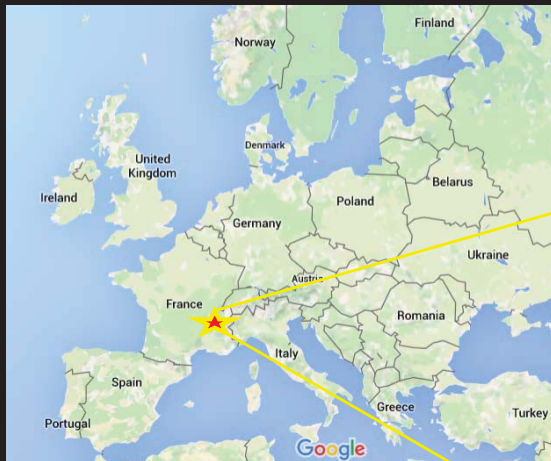 Finland
Norway
Denmark
United
Kingdom
Ireland
Belarus
Poland
Germany
Ukraine
Austria
France
Romania
Italy
Spain
Greece
Portugal
Turkey
Google